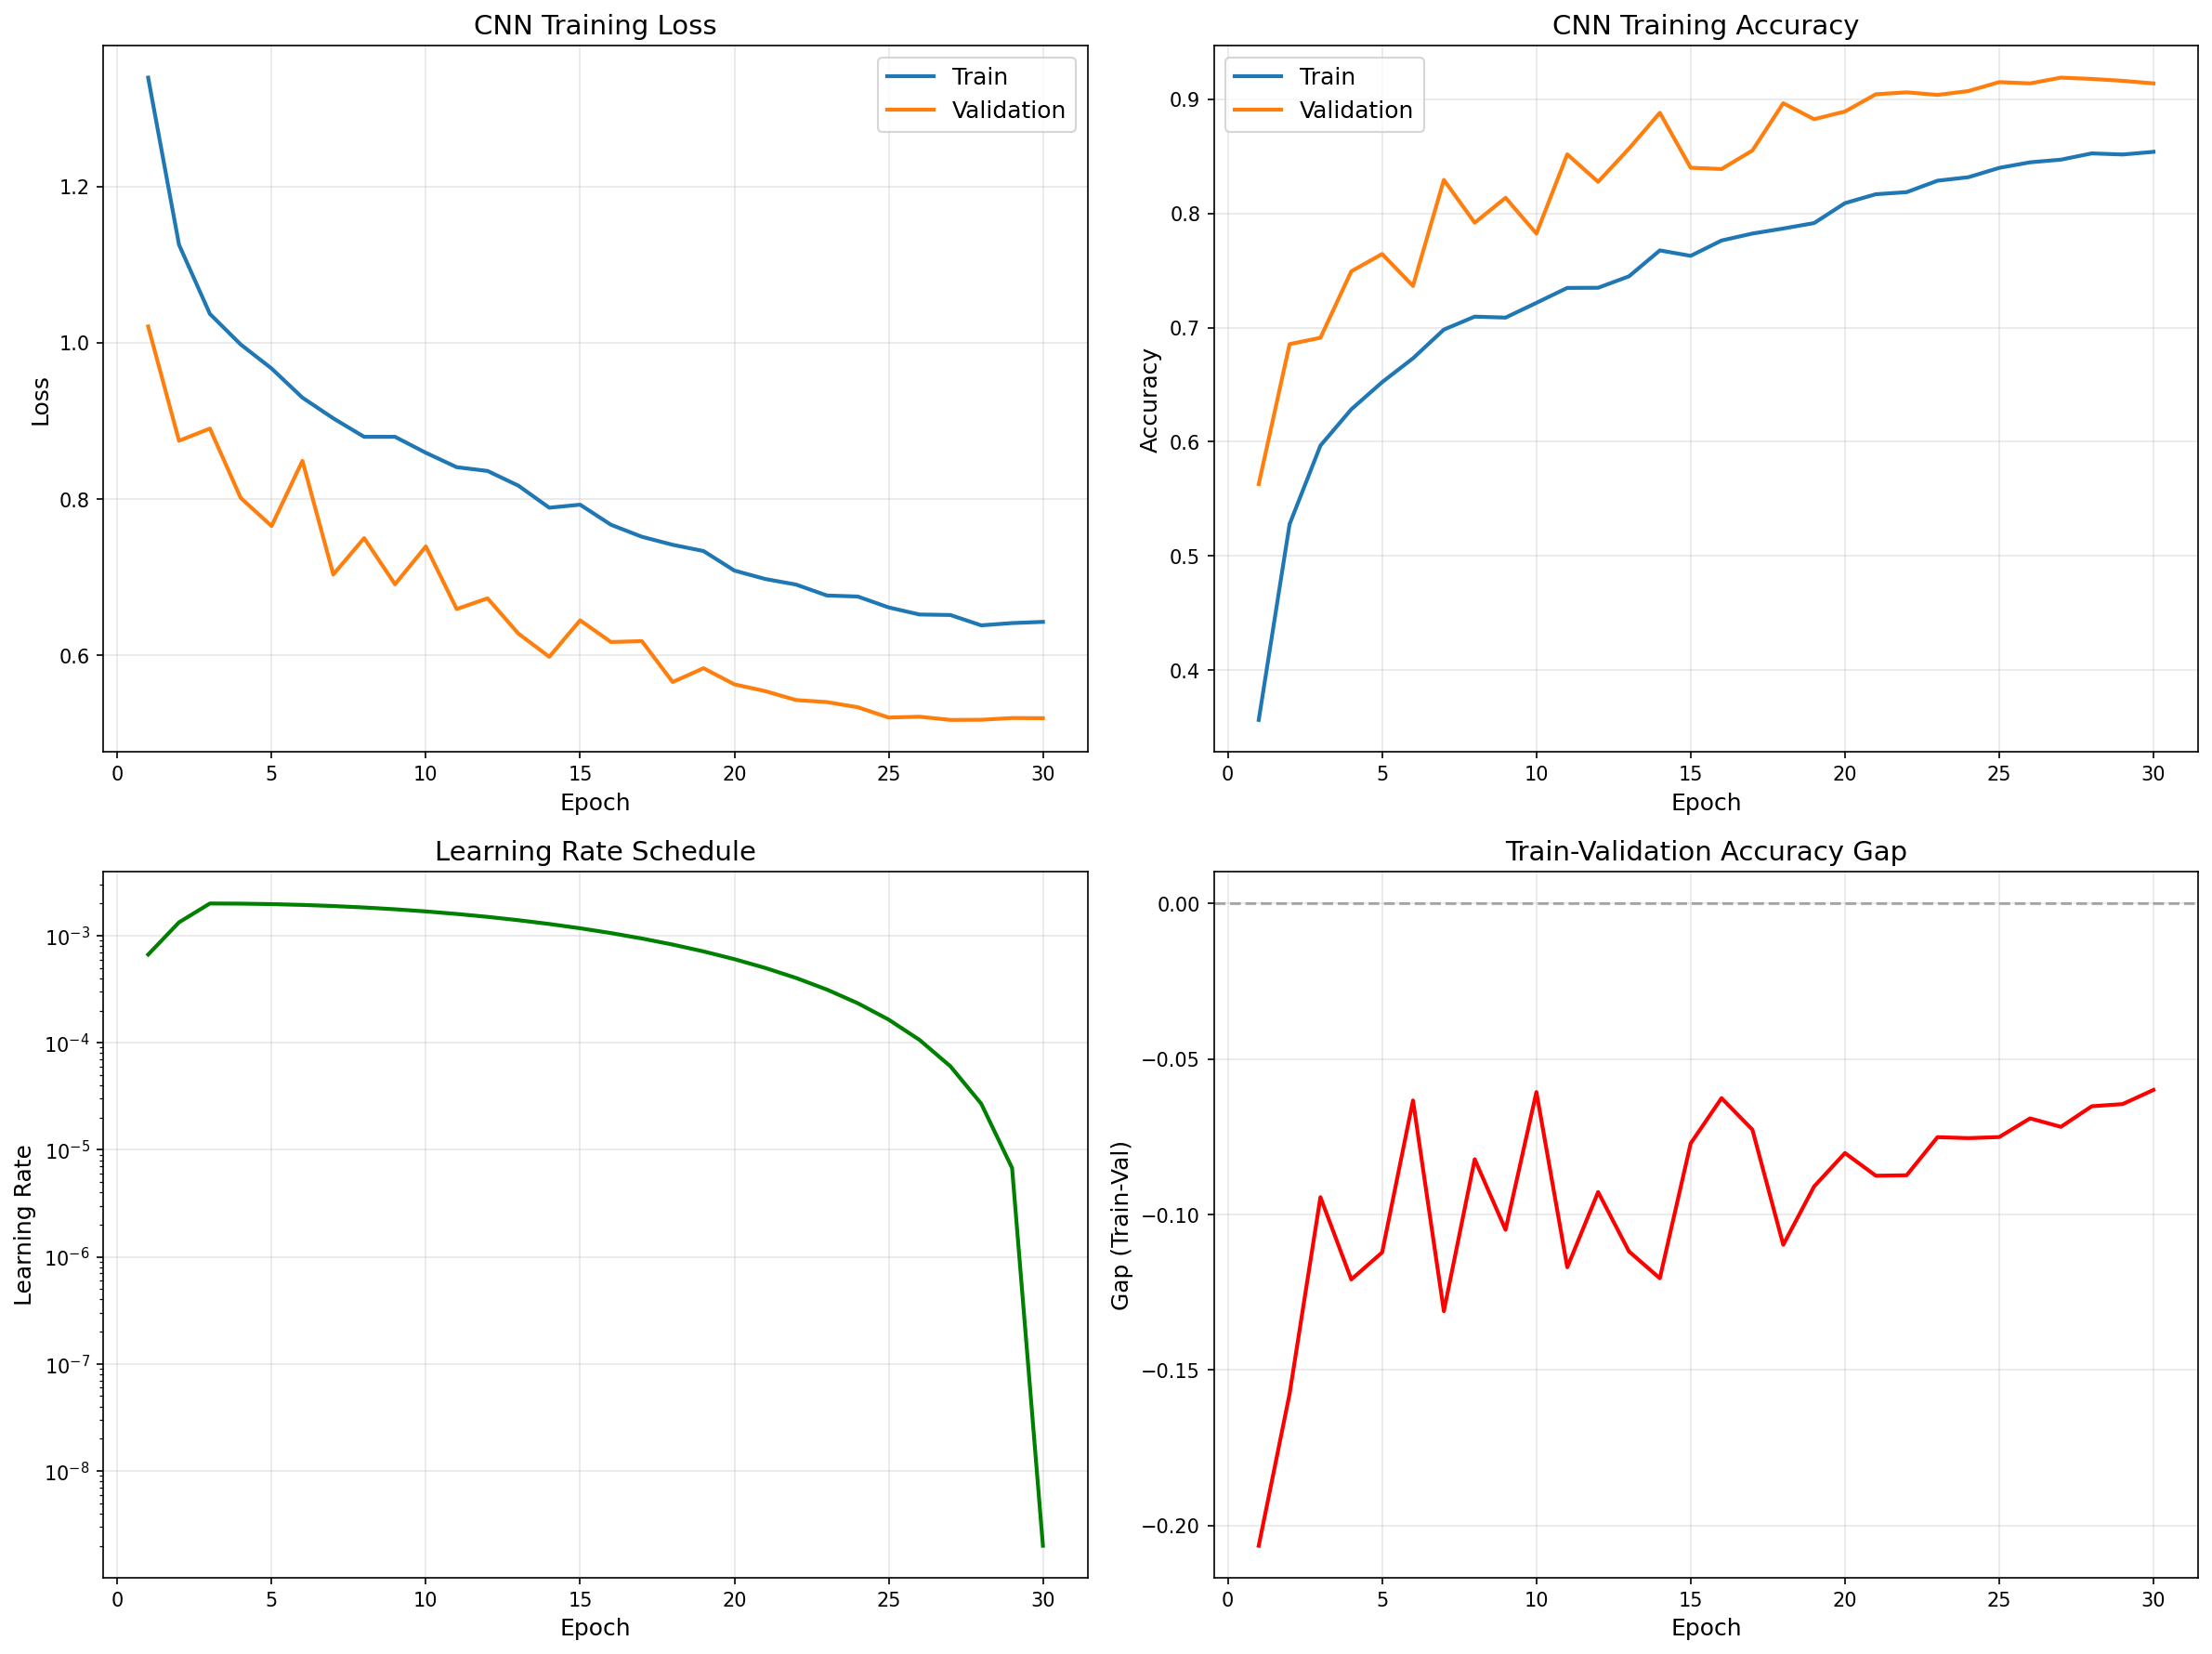 CNN Training Loss
Train
Validation
1.2
1.0
0.8
0.6
Loss
0 5 10 15 20 25 30
Epoch
CNN Training Accuracy
Train
Validation
0.9
0.8
0.7
0.6
0.5
0.4
Accuracy
0 5 10 15 20 25 30
Epoch
Learning Rate Schedule
10⁻³
10⁻⁴
10⁻⁵
10⁻⁶
10⁻⁷
10⁻⁸
Learning Rate
0 5 10 15 20 25 30
Epoch
Train-Validation Accuracy Gap
0.00
−0.05
−0.10
−0.15
−0.20
Gap (Train-Val)
0 5 10 15 20 25 30
Epoch